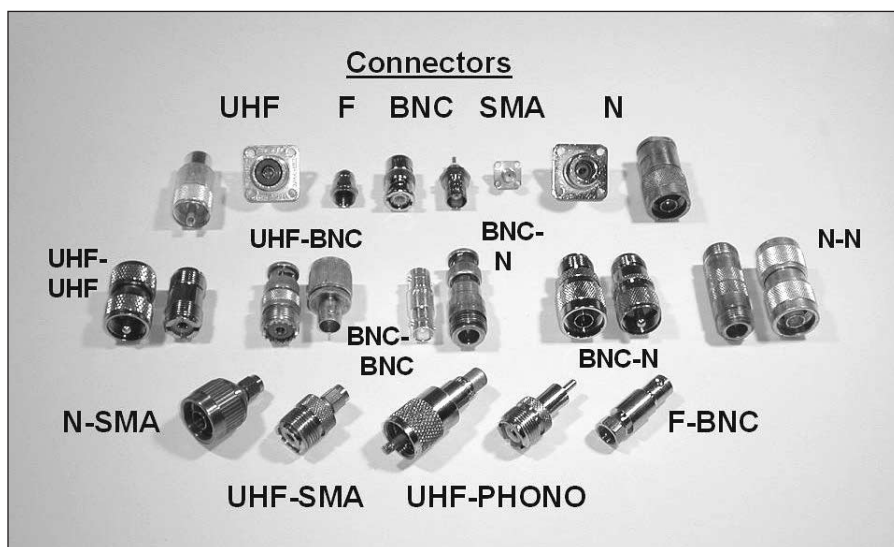 Connectors
UHF F BNC SMA N
UHF-
UHF
UHF-BNC
BNC-
N
N-N
BNC-
BNC
BNC-N
N-SMA
F-BNC
UHF-SMA
UHF-PHONO